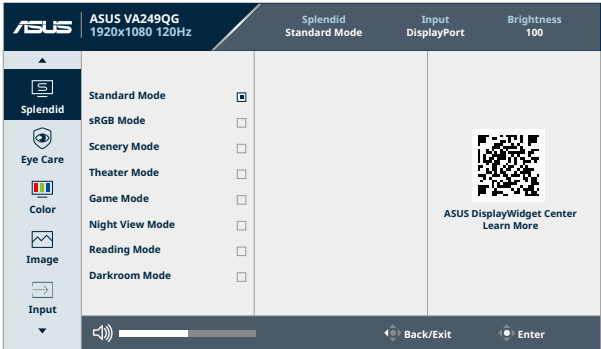 ASUS
ASUS VA249QG
1920x1080 120Hz
Splendid
Standard Mode
Input
DisplayPort
Brightness
100
Splendid
Eye Care
Color
Image
Input
Standard Mode
sRGB Mode
Scenery Mode
Theater Mode
Game Mode
Night View Mode
Reading Mode
Darkroom Mode
ASUS DisplayWidget Center
Learn More
Back/Exit
Enter